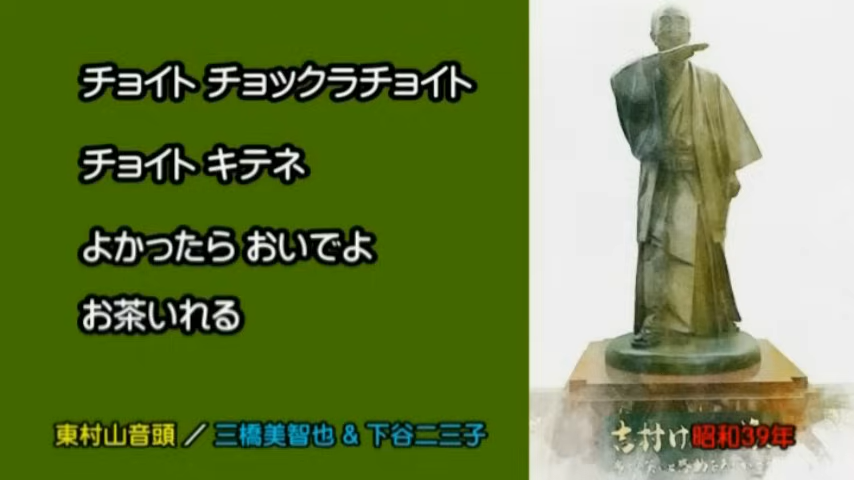 チョイト チョックラチョイト
チョイト キテネ
よかったら おいでよ
お茶いれる
東村山音頭 / 三橋美智也 & 下谷二三子
昭和39年